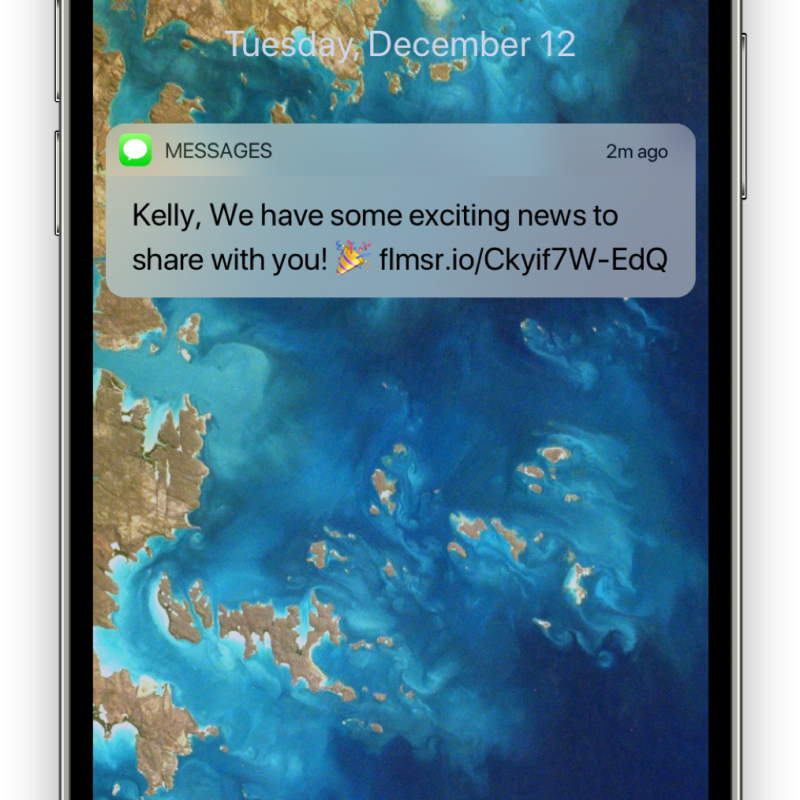 Tuesday, December 12
MESSAGES 2m ago
Kelly, We have some exciting news to
share with you! 🎉 flmsr.io/Ckyif7W-EdQ